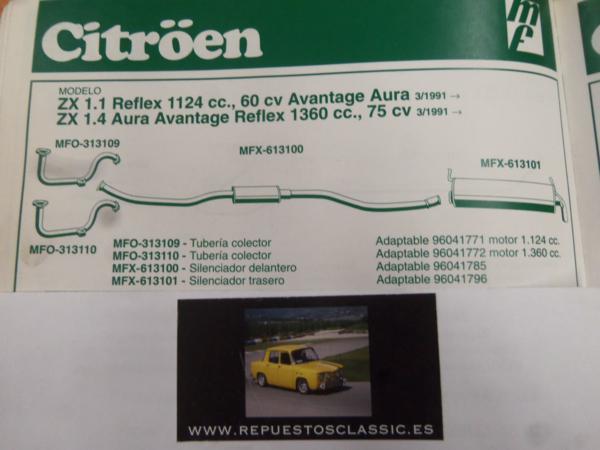 Citröen
mf
MODELO
ZX 1.1 Reflex 1124 cc., 60 cv Avantage Aura 3/1991 →
ZX 1.4 Aura Avantage Reflex 1360 cc., 75 cv 3/1991 →
MFO-313109
MFX-613100
MFX-613101
MFO-313110
MFO-313109 - Tubería colector Adaptable 96041771 motor 1.124 cc.
MFO-313110 - Tubería colector Adaptable 96041772 motor 1.360 cc.
MFX-613100 - Silenciador delantero Adaptable 96041785
MFX-613101 - Silenciador trasero Adaptable 96041796
WWW.REPUESTOSCLASSIC.ES